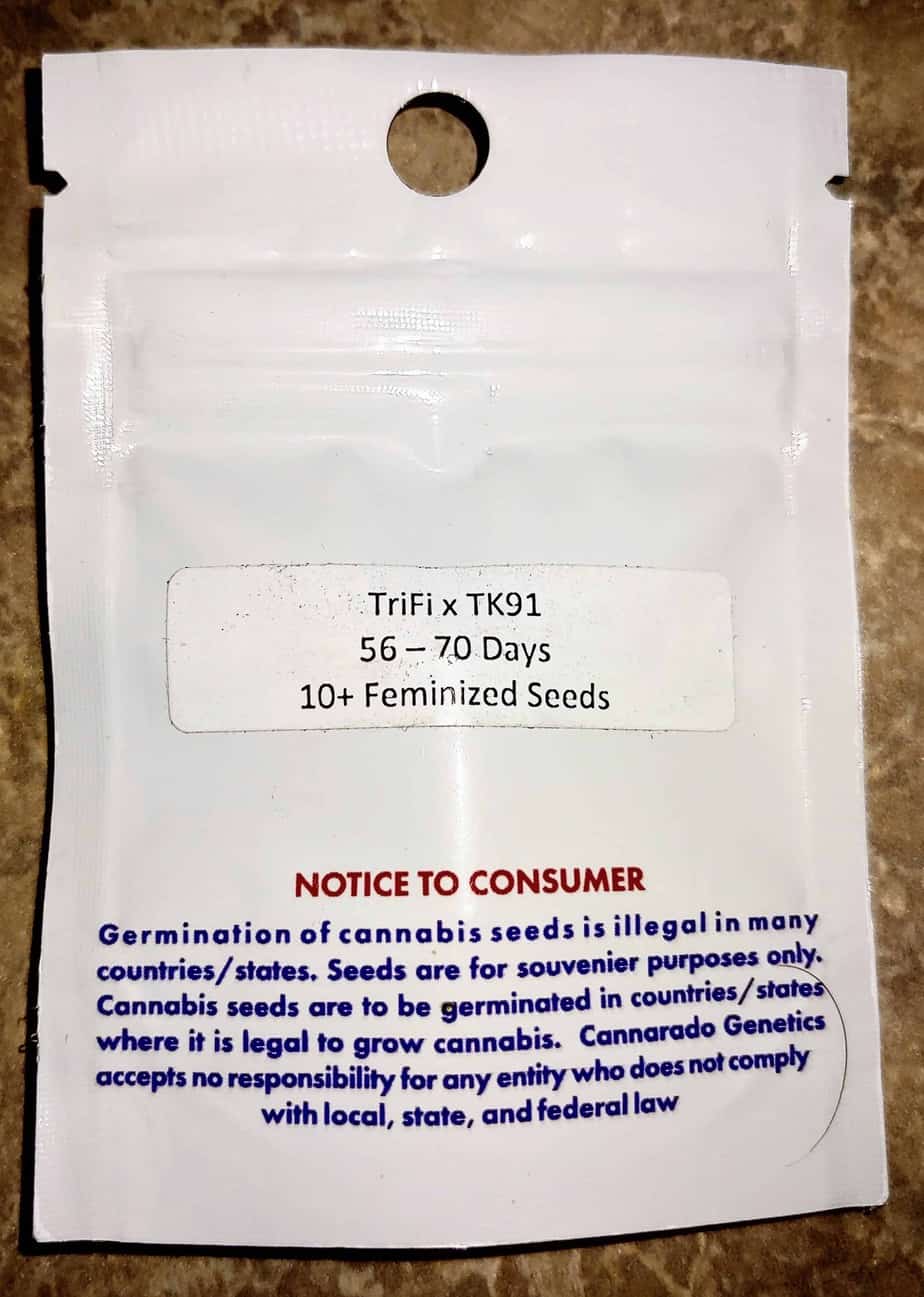 TriFi x TK91
56 – 70 Days
10+ Feminized Seeds
NOTICE TO CONSUMER
Germination of cannabis seeds is illegal in many
countries/states. Seeds are for souvenier purposes only.
Cannabis seeds are to be germinated in countries/states
where it is legal to grow cannabis. Cannarado Genetics
accepts no responsibility for any entity who does not comply
with local, state, and federal law